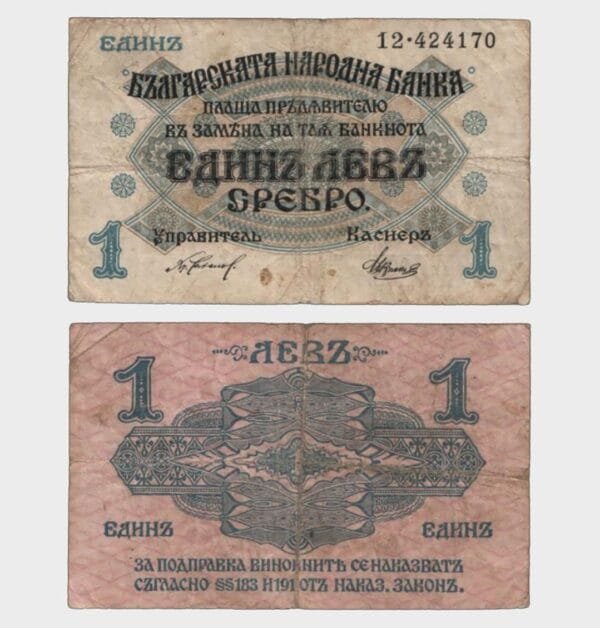 ЕДИНЪ
12·424170
БЪЛГАРСКАТА НАРОДНА БАНКА
ПЛАЩА ПРѢДЯВИТЕЛЮ
ВЪ ЗАМѢНА НА ТАЯ БАНКНОТА
ЕДИНЪ ЛЕВЪ
СРЕБРО.
Управитель Касиеръ
1 1
ЛЕВЪ
1 1
ЕДИНЪ ЕДИНЪ
ЗА ПОДПРАВКА ВИНОВНИТѢ СЕ НАКАЗВАТЪ
СЪГЛАСНО §§183 И 191 ОТЪ НАКАЗ. ЗАКОНЪ.